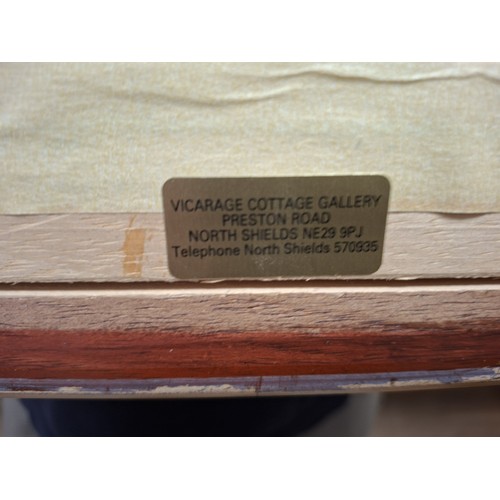 VICARAGE COTTAGE GALLERY
PRESTON ROAD
NORTH SHIELDS NE29 9PJ
Telephone North Shields 570935